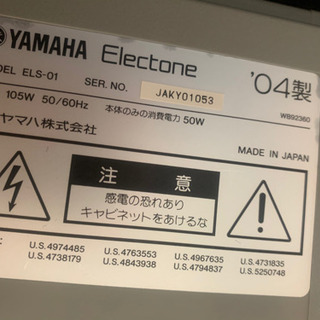 YAMAHA Electone '04製
DEL ELS-01 SER. NO. JAKY01053
105W 50/60Hz 本体のみの消費電力 50W WB92360
ヤマハ株式会社 MADE IN JAPAN
注意
感電の恐れあり
キャビネットをあけるな
U.S.4974485 U.S.4763553 U.S.4967635 U.S.4731835
U.S.4738179 U.S.4843938 U.S.4794837 U.S.5250748